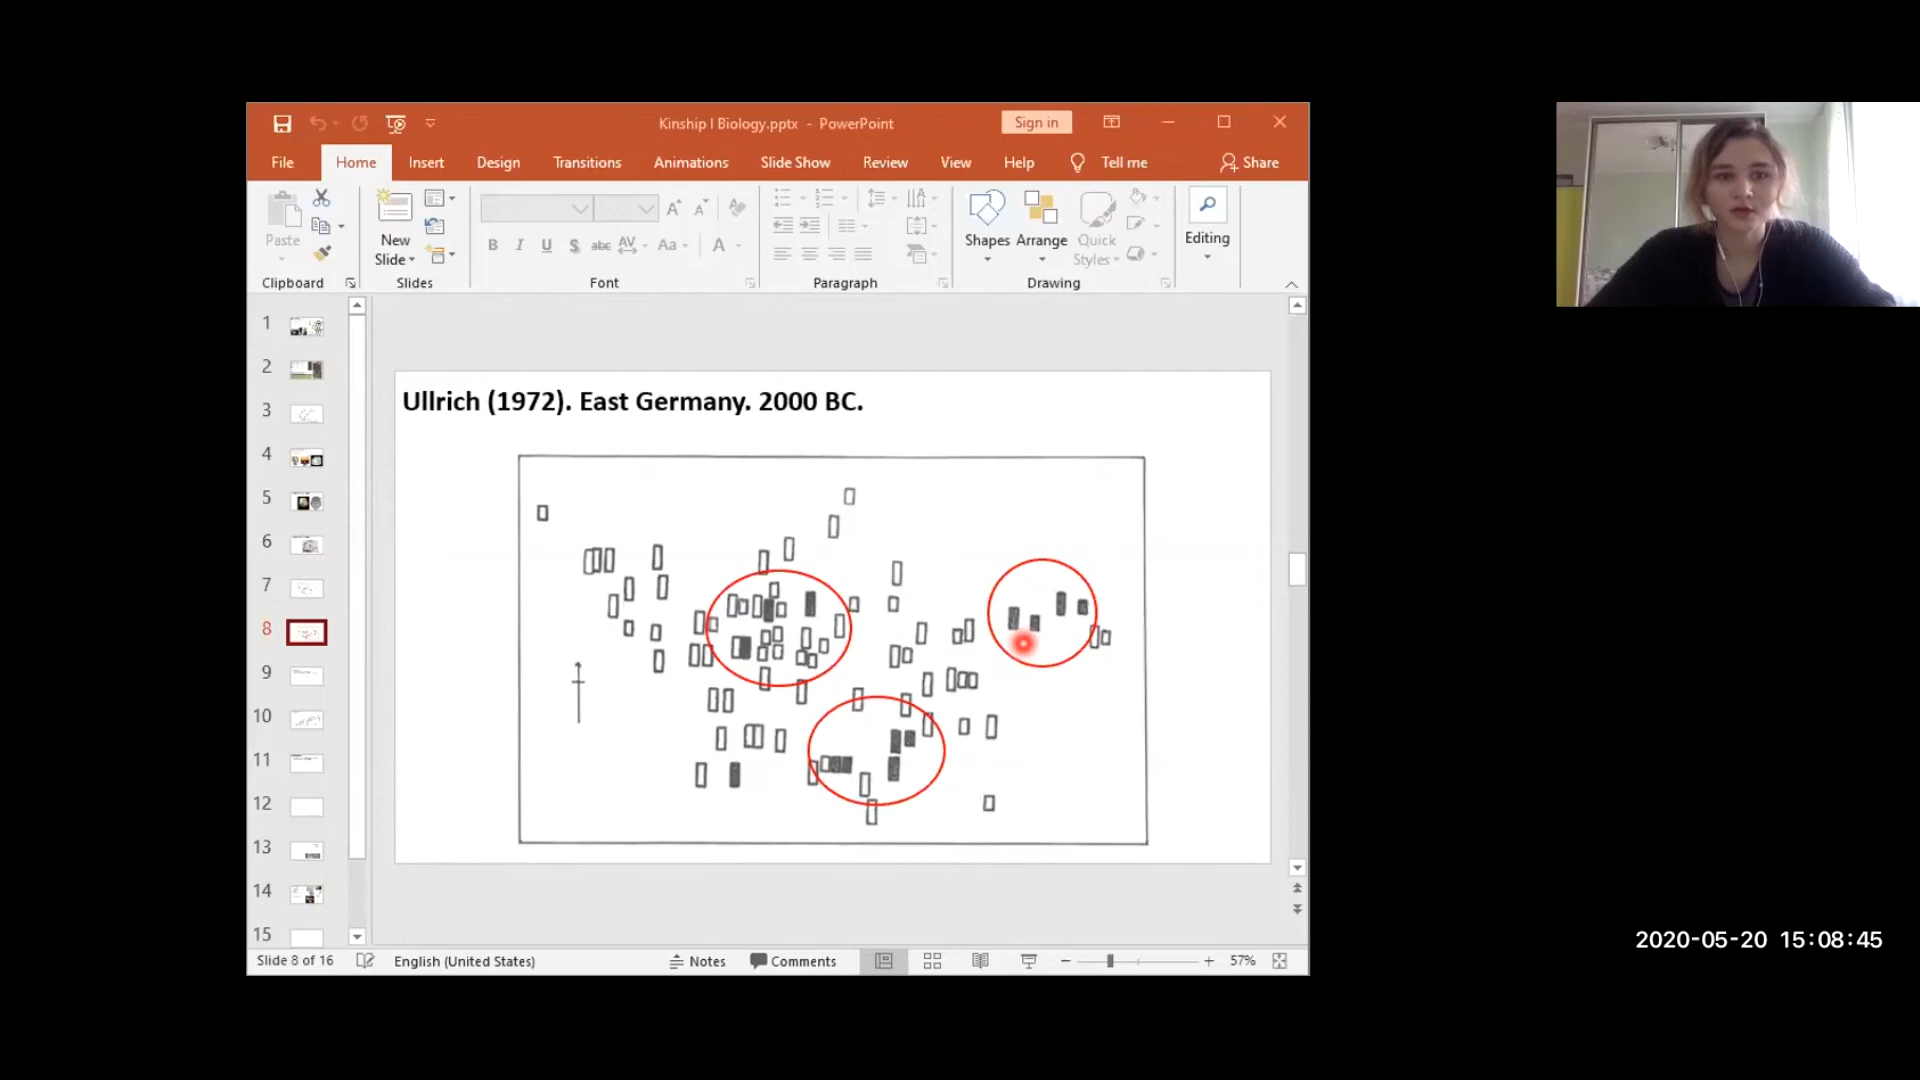 Kinship I Biology.pptx - PowerPoint
Sign in
File Home Insert Design Transitions Animations Slide Show Review View Help Tell me Share
Paste
New
Slide
B I U S abc AV Aa A
A A
Shapes Arrange Quick
Styles
Editing
Clipboard Slides Font Paragraph Drawing
1
2
3
4
5
6
7
8
9
10
11
12
13
14
15
Ullrich (1972). East Germany. 2000 BC.
Slide 8 of 16 English (United States) Notes Comments 57%
2020-05-20 15:08:45